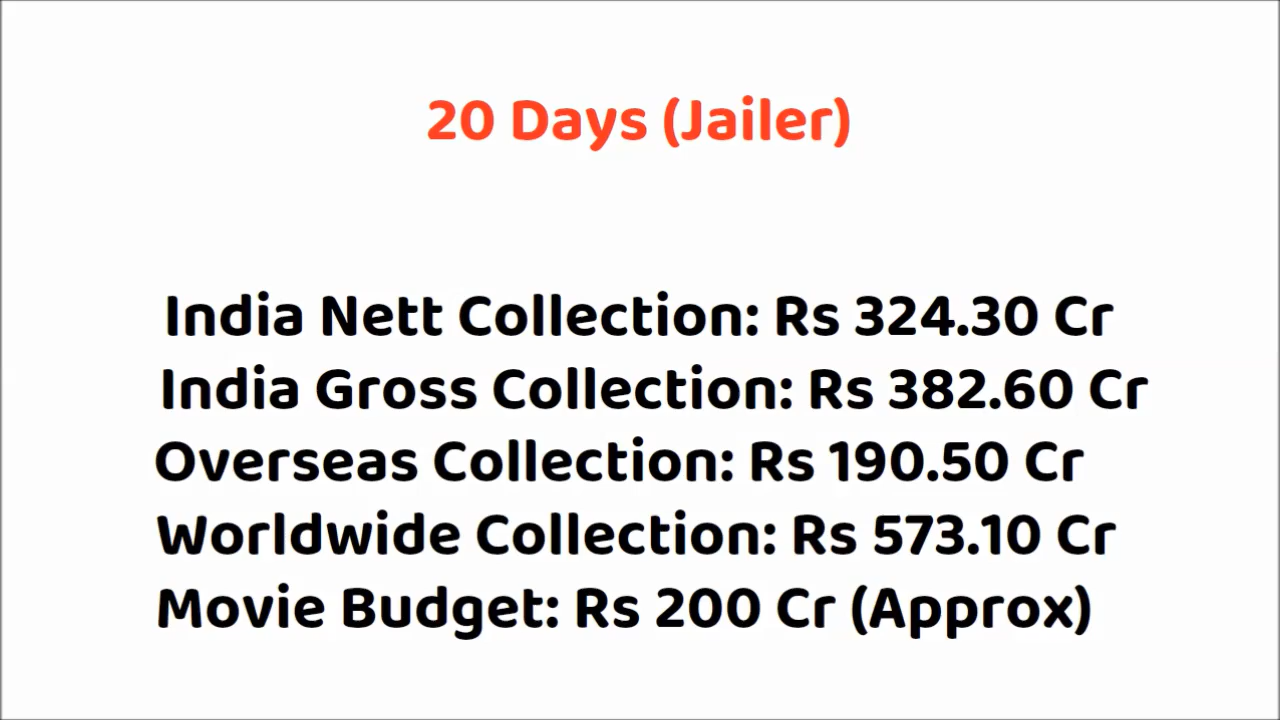 20 Days (Jailer)
India Nett Collection: Rs 324.30 Cr
India Gross Collection: Rs 382.60 Cr
Overseas Collection: Rs 190.50 Cr
Worldwide Collection: Rs 573.10 Cr
Movie Budget: Rs 200 Cr (Approx)